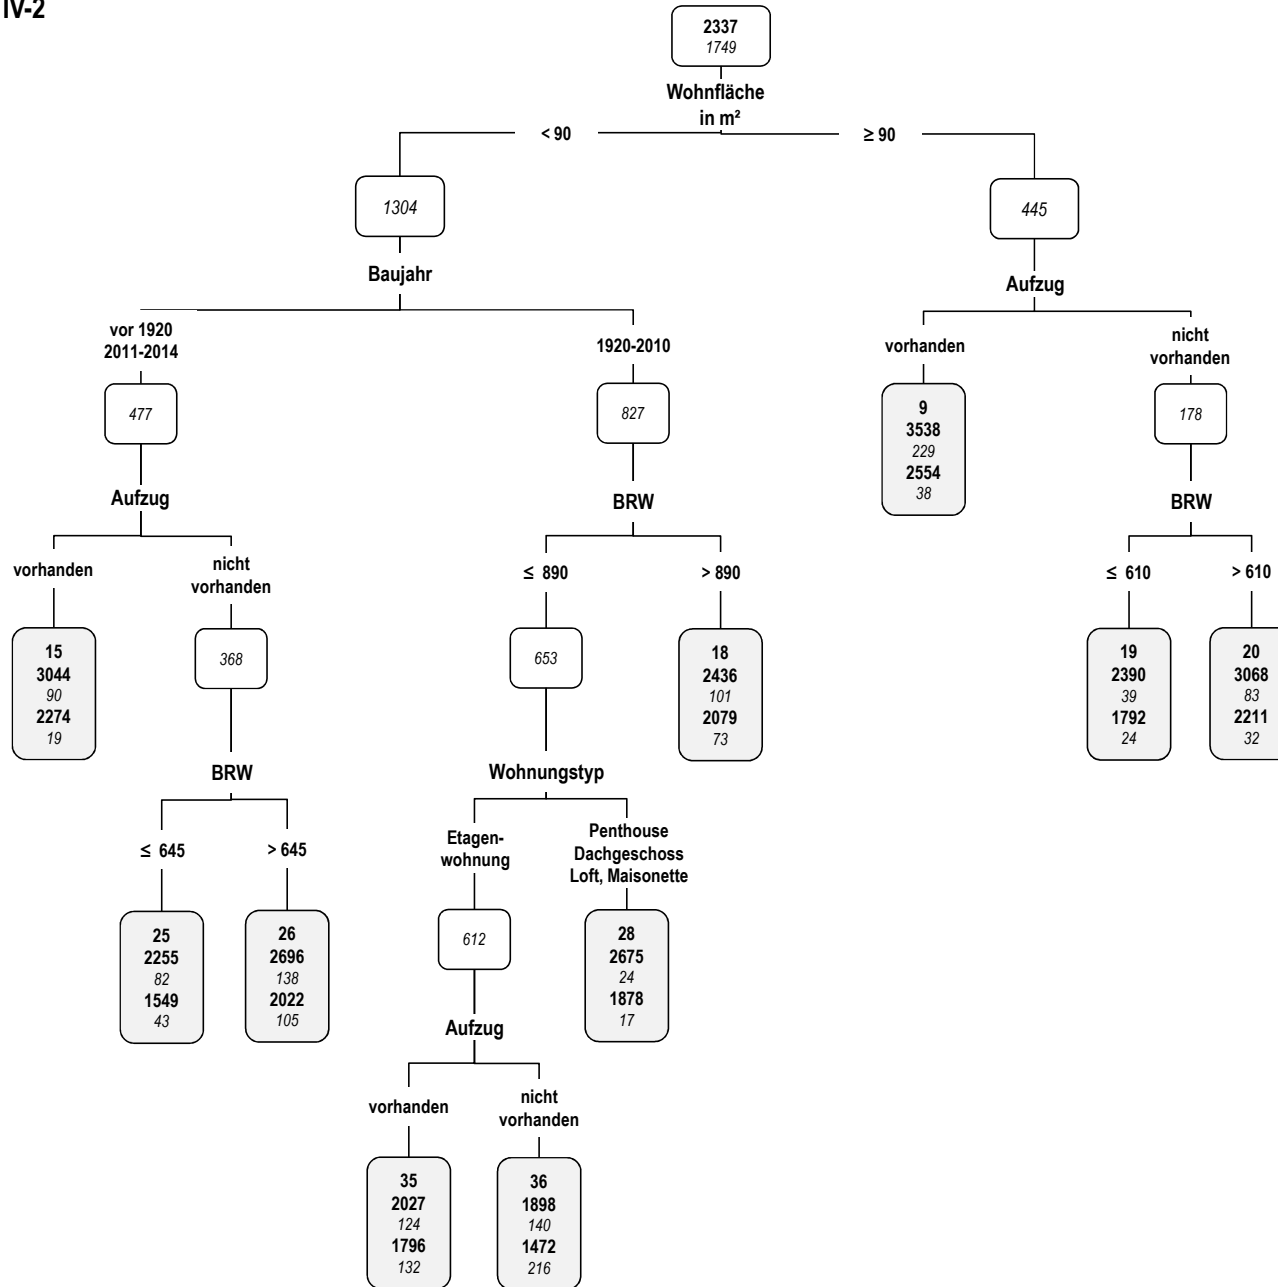 IV-2
2337
1749
Wohnfläche
in m²
< 90
≥ 90
1304
445
Baujahr
Aufzug
vor 1920
2011-2014
1920-2010
vorhanden
nicht
vorhanden
477
827
9
3538
229
2554
38
178
Aufzug
BRW
BRW
vorhanden
nicht
vorhanden
≤ 890
> 890
≤ 610
> 610
15
3044
90
2274
19
368
653
18
2436
101
2079
73
19
2390
39
1792
24
20
3068
83
2211
32
BRW
Wohnungstyp
≤ 645
> 645
Etagen-
wohnung
Penthouse
Dachgeschoss
Loft, Maisonette
25
2255
82
1549
43
26
2696
138
2022
105
612
28
2675
24
1878
17
Aufzug
vorhanden
nicht
vorhanden
35
2027
124
1796
132
36
1898
140
1472
216